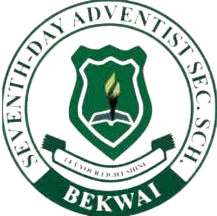 SEVENTH-DAY ADVENTIST SEC. SCH.
LET YOUR LIGHT SHINE
BEKWAI